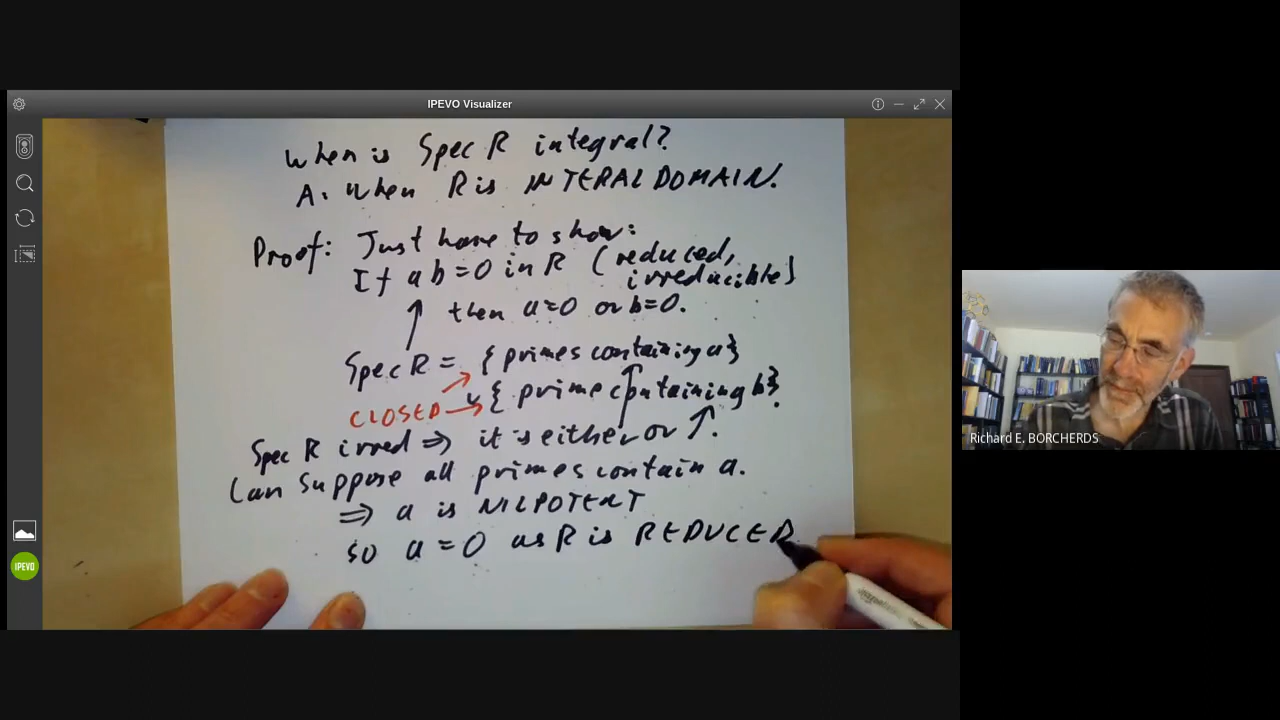 IPEVO Visualizer
When is Spec R integral?
A. When R is INTERAL DOMAIN.
Proof: Just have to show:
If ab=0 in R (reduced,
irreducible)
then a=0 or b=0.
Spec R = {primes containing a}
∪ {prime containing b}.
CLOSED
Spec R irred ⇒ it is either or .
Can suppose all primes contain a.
⇒ a is NILPOTENT
so a = 0 as R is REDUCED
Richard E. BORCHERDS
IPEVO